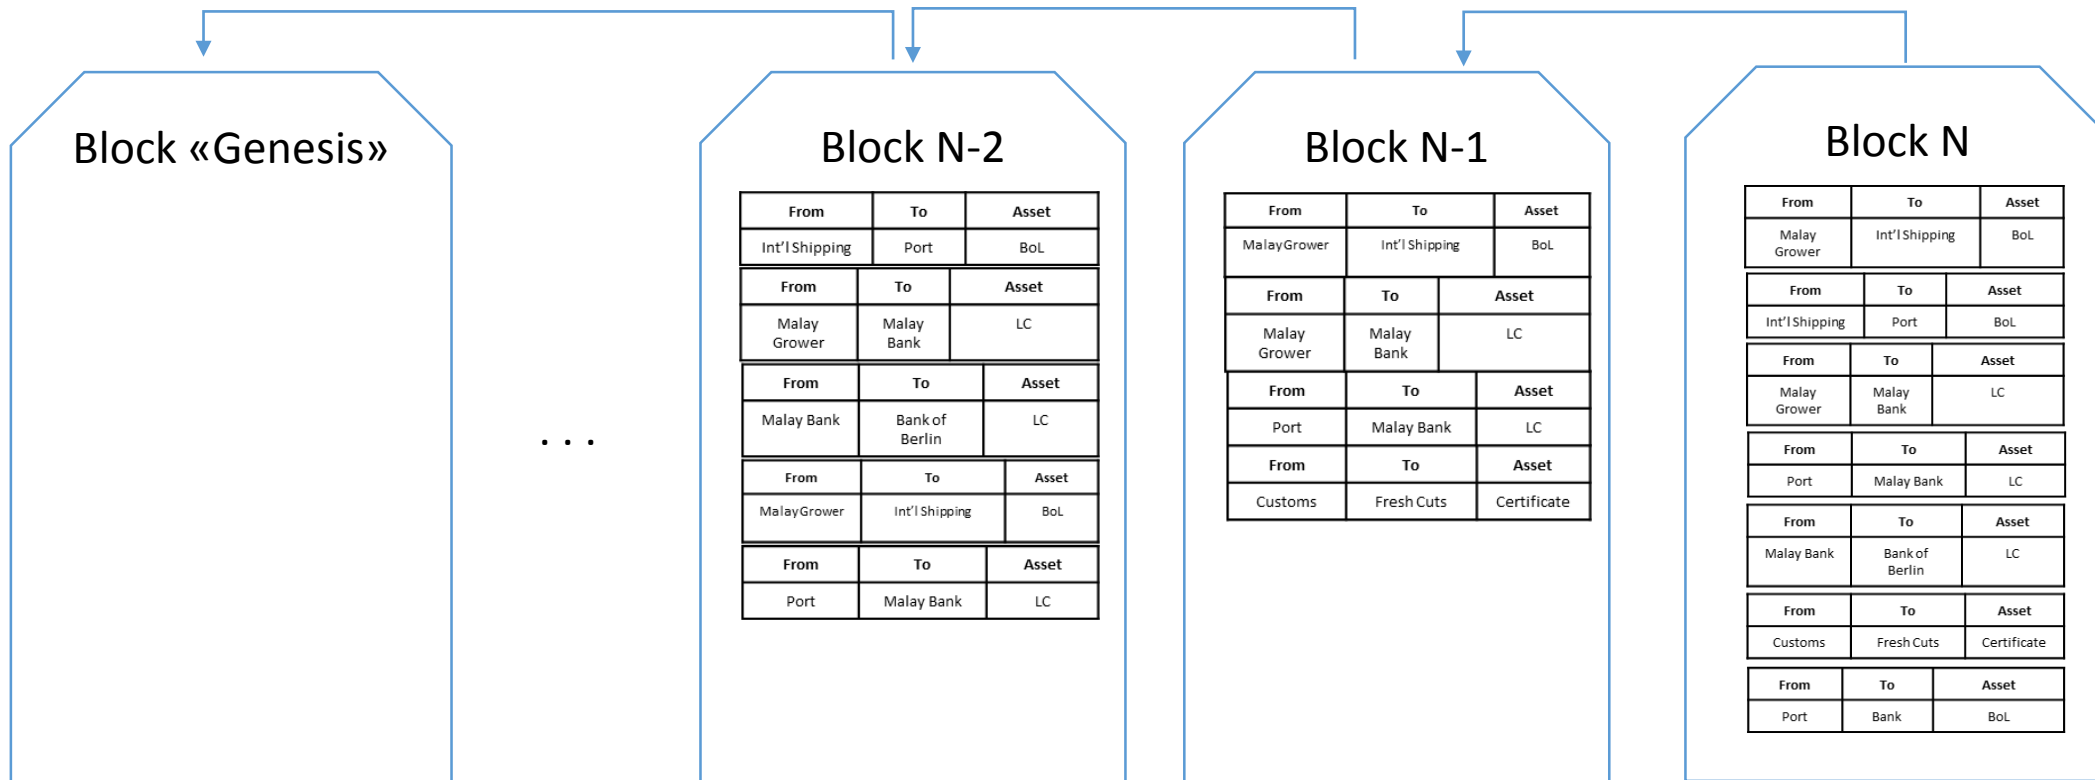 Block «Genesis»
. . .
Block N-2
From To Asset
Int'l Shipping Port BoL
From To Asset
Malay Grower Malay Bank LC
From To Asset
Malay Bank Bank of Berlin LC
From To Asset
Malay Grower Int'l Shipping BoL
From To Asset
Port Malay Bank LC
Block N-1
From To Asset
Malay Grower Int'l Shipping BoL
From To Asset
Malay Grower Malay Bank LC
From To Asset
Port Malay Bank LC
From To Asset
Customs Fresh Cuts Certificate
Block N
From To Asset
Malay Grower Int'l Shipping BoL
From To Asset
Int'l Shipping Port BoL
From To Asset
Malay Grower Malay Bank LC
From To Asset
Port Malay Bank LC
From To Asset
Malay Bank Bank of Berlin LC
From To Asset
Customs Fresh Cuts Certificate
From To Asset
Port Bank BoL